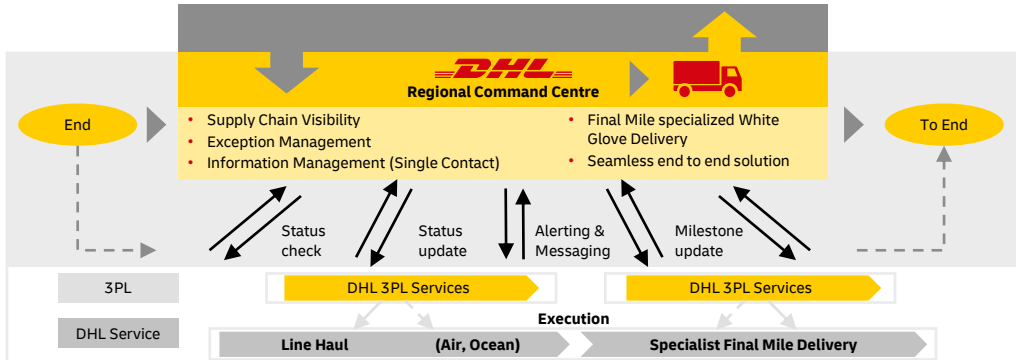 DHL
Regional Command Centre
End
• Supply Chain Visibility
• Exception Management
• Information Management (Single Contact)
• Final Mile specialized White
Glove Delivery
• Seamless end to end solution
To End
Status
check
Status
update
Alerting &
Messaging
Milestone
update
3PL
DHL 3PL Services
DHL 3PL Services
DHL Service
Execution
Line Haul
(Air, Ocean)
Specialist Final Mile Delivery